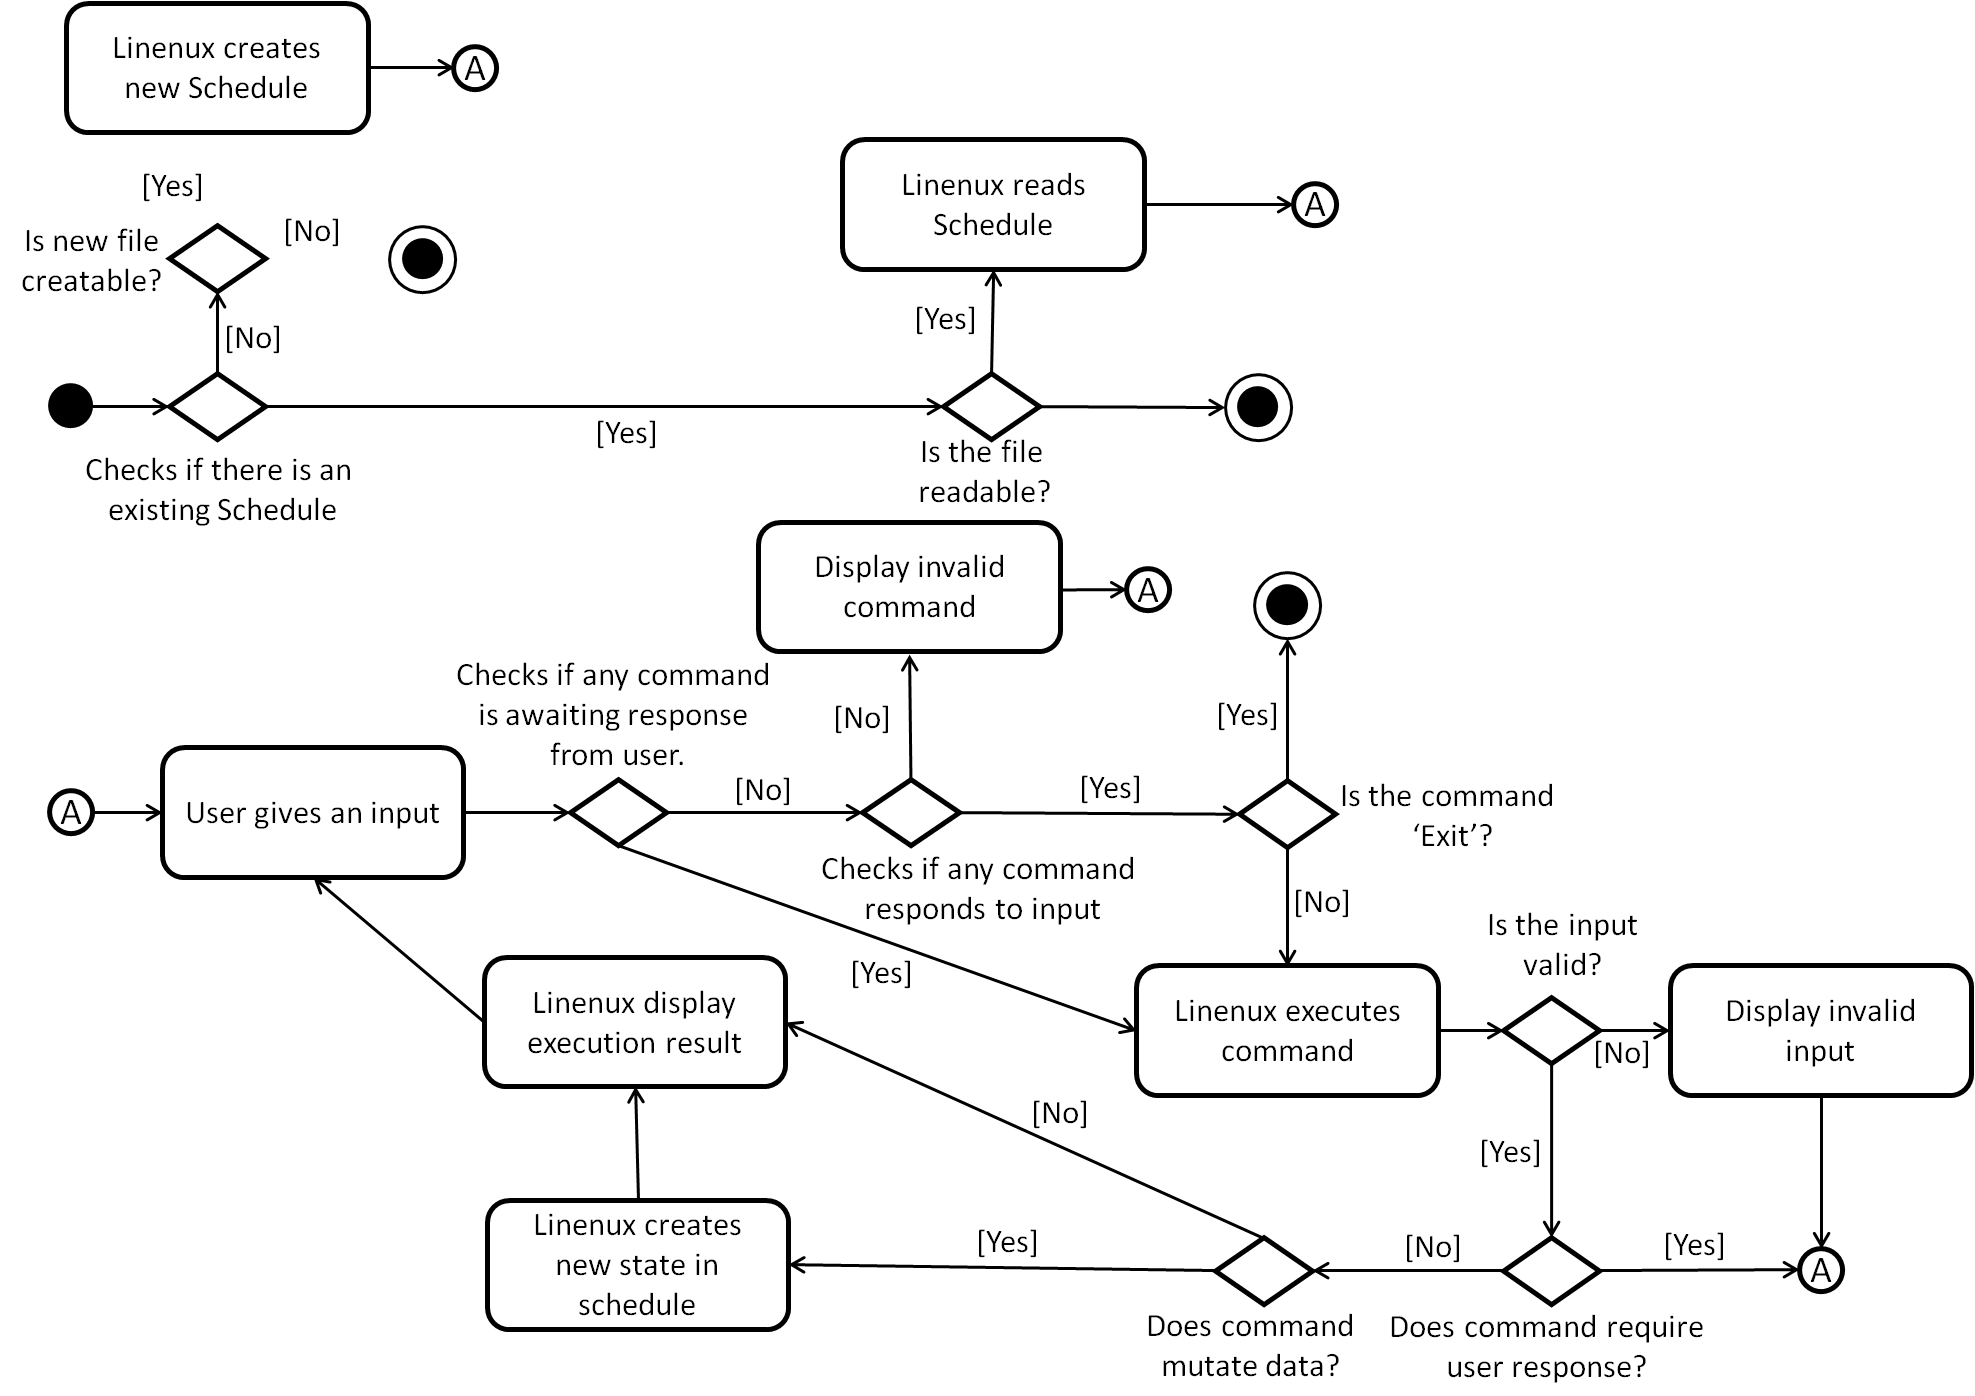 Linenux creates
new Schedule
A
[Yes]
Is new file
creatable?
[No]
[No]
Linenux reads
Schedule
A
[Yes]
[Yes]
Checks if there is an
existing Schedule
Is the file
readable?
Display invalid
command
A
Checks if any command
is awaiting response
from user.
[No]
[Yes]
A
User gives an input
[No]
[Yes]
Is the command
‘Exit’?
Checks if any command
responds to input
[No]
[Yes]
Is the input
valid?
Linenux display
execution result
Linenux executes
command
[No]
Display invalid
input
[No]
[Yes]
Linenux creates
new state in
schedule
[Yes]
[No]
[Yes]
A
Does command
mutate data?
Does command require
user response?